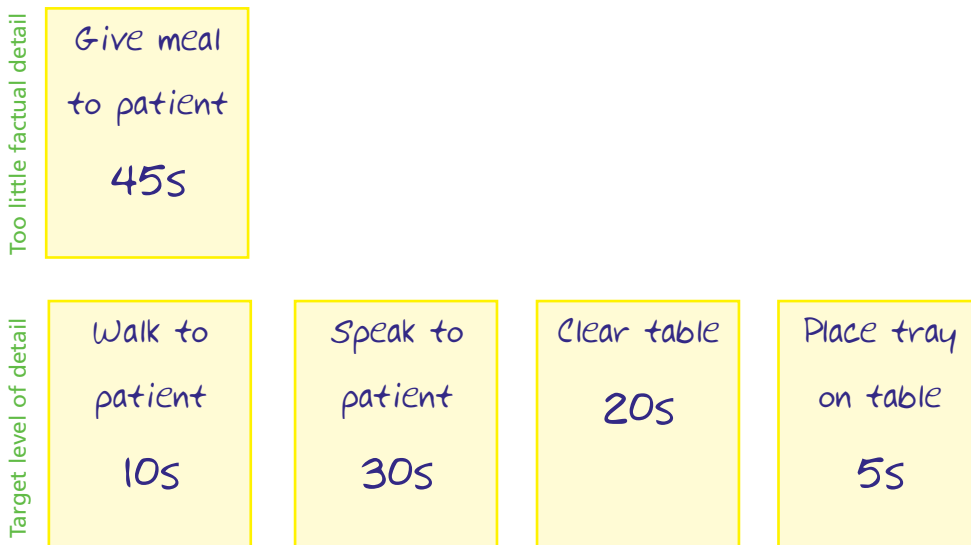 Too little factual detail
Give meal
to patient
45s
Target level of detail
Walk to
patient
10s
Speak to
patient
30s
Clear table
20s
Place tray
on table
5s